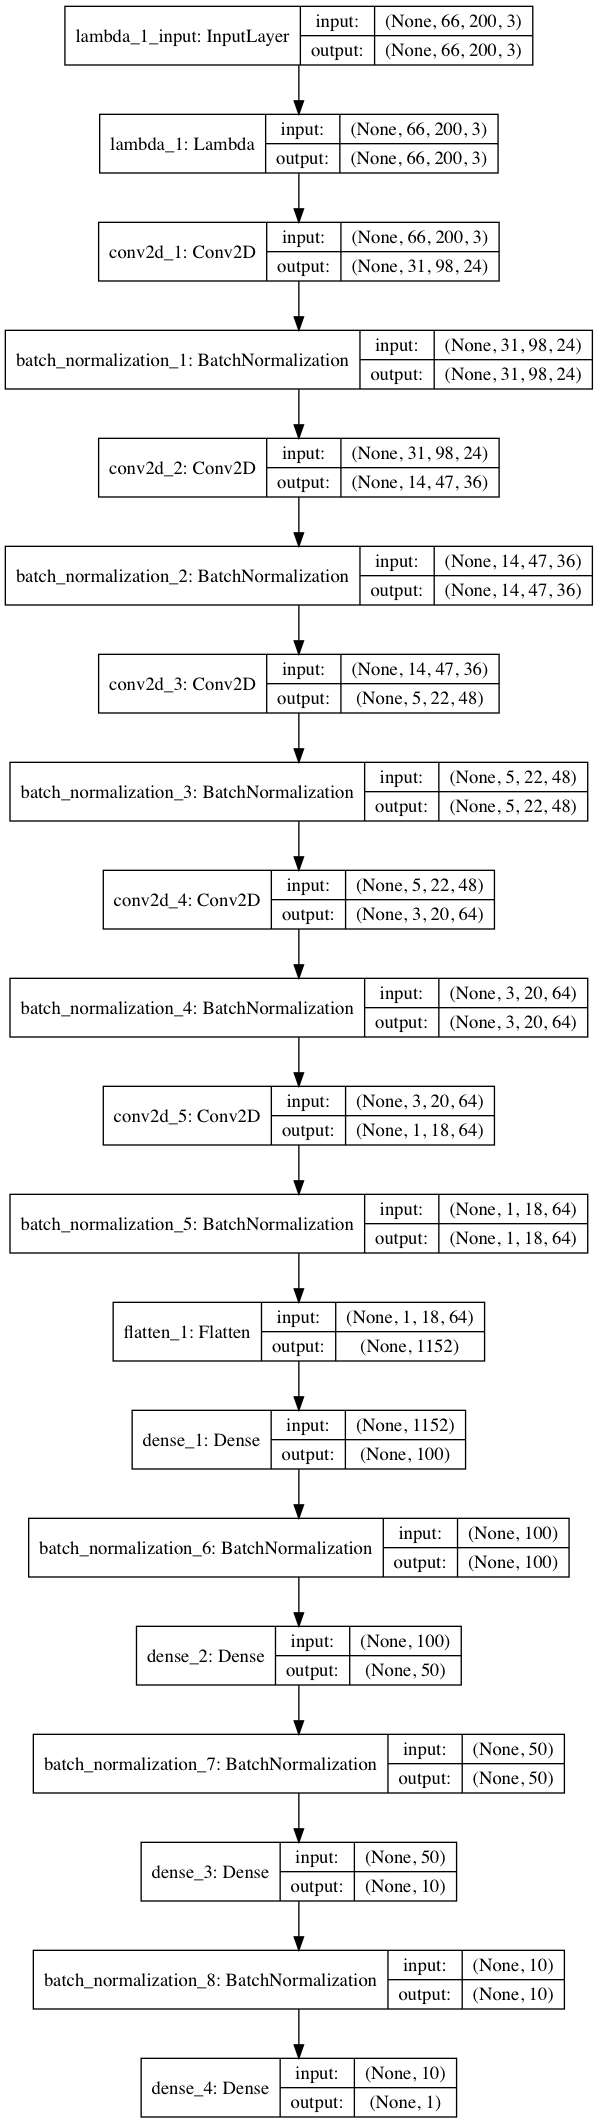 lambda_1_input: InputLayer
input: (None, 66, 200, 3)
output: (None, 66, 200, 3)
lambda_1: Lambda
input: (None, 66, 200, 3)
output: (None, 66, 200, 3)
conv2d_1: Conv2D
input: (None, 66, 200, 3)
output: (None, 31, 98, 24)
batch_normalization_1: BatchNormalization
input: (None, 31, 98, 24)
output: (None, 31, 98, 24)
conv2d_2: Conv2D
input: (None, 31, 98, 24)
output: (None, 14, 47, 36)
batch_normalization_2: BatchNormalization
input: (None, 14, 47, 36)
output: (None, 14, 47, 36)
conv2d_3: Conv2D
input: (None, 14, 47, 36)
output: (None, 5, 22, 48)
batch_normalization_3: BatchNormalization
input: (None, 5, 22, 48)
output: (None, 5, 22, 48)
conv2d_4: Conv2D
input: (None, 5, 22, 48)
output: (None, 3, 20, 64)
batch_normalization_4: BatchNormalization
input: (None, 3, 20, 64)
output: (None, 3, 20, 64)
conv2d_5: Conv2D
input: (None, 3, 20, 64)
output: (None, 1, 18, 64)
batch_normalization_5: BatchNormalization
input: (None, 1, 18, 64)
output: (None, 1, 18, 64)
flatten_1: Flatten
input: (None, 1, 18, 64)
output: (None, 1152)
dense_1: Dense
input: (None, 1152)
output: (None, 100)
batch_normalization_6: BatchNormalization
input: (None, 100)
output: (None, 100)
dense_2: Dense
input: (None, 100)
output: (None, 50)
batch_normalization_7: BatchNormalization
input: (None, 50)
output: (None, 50)
dense_3: Dense
input: (None, 50)
output: (None, 10)
batch_normalization_8: BatchNormalization
input: (None, 10)
output: (None, 10)
dense_4: Dense
input: (None, 10)
output: (None, 1)